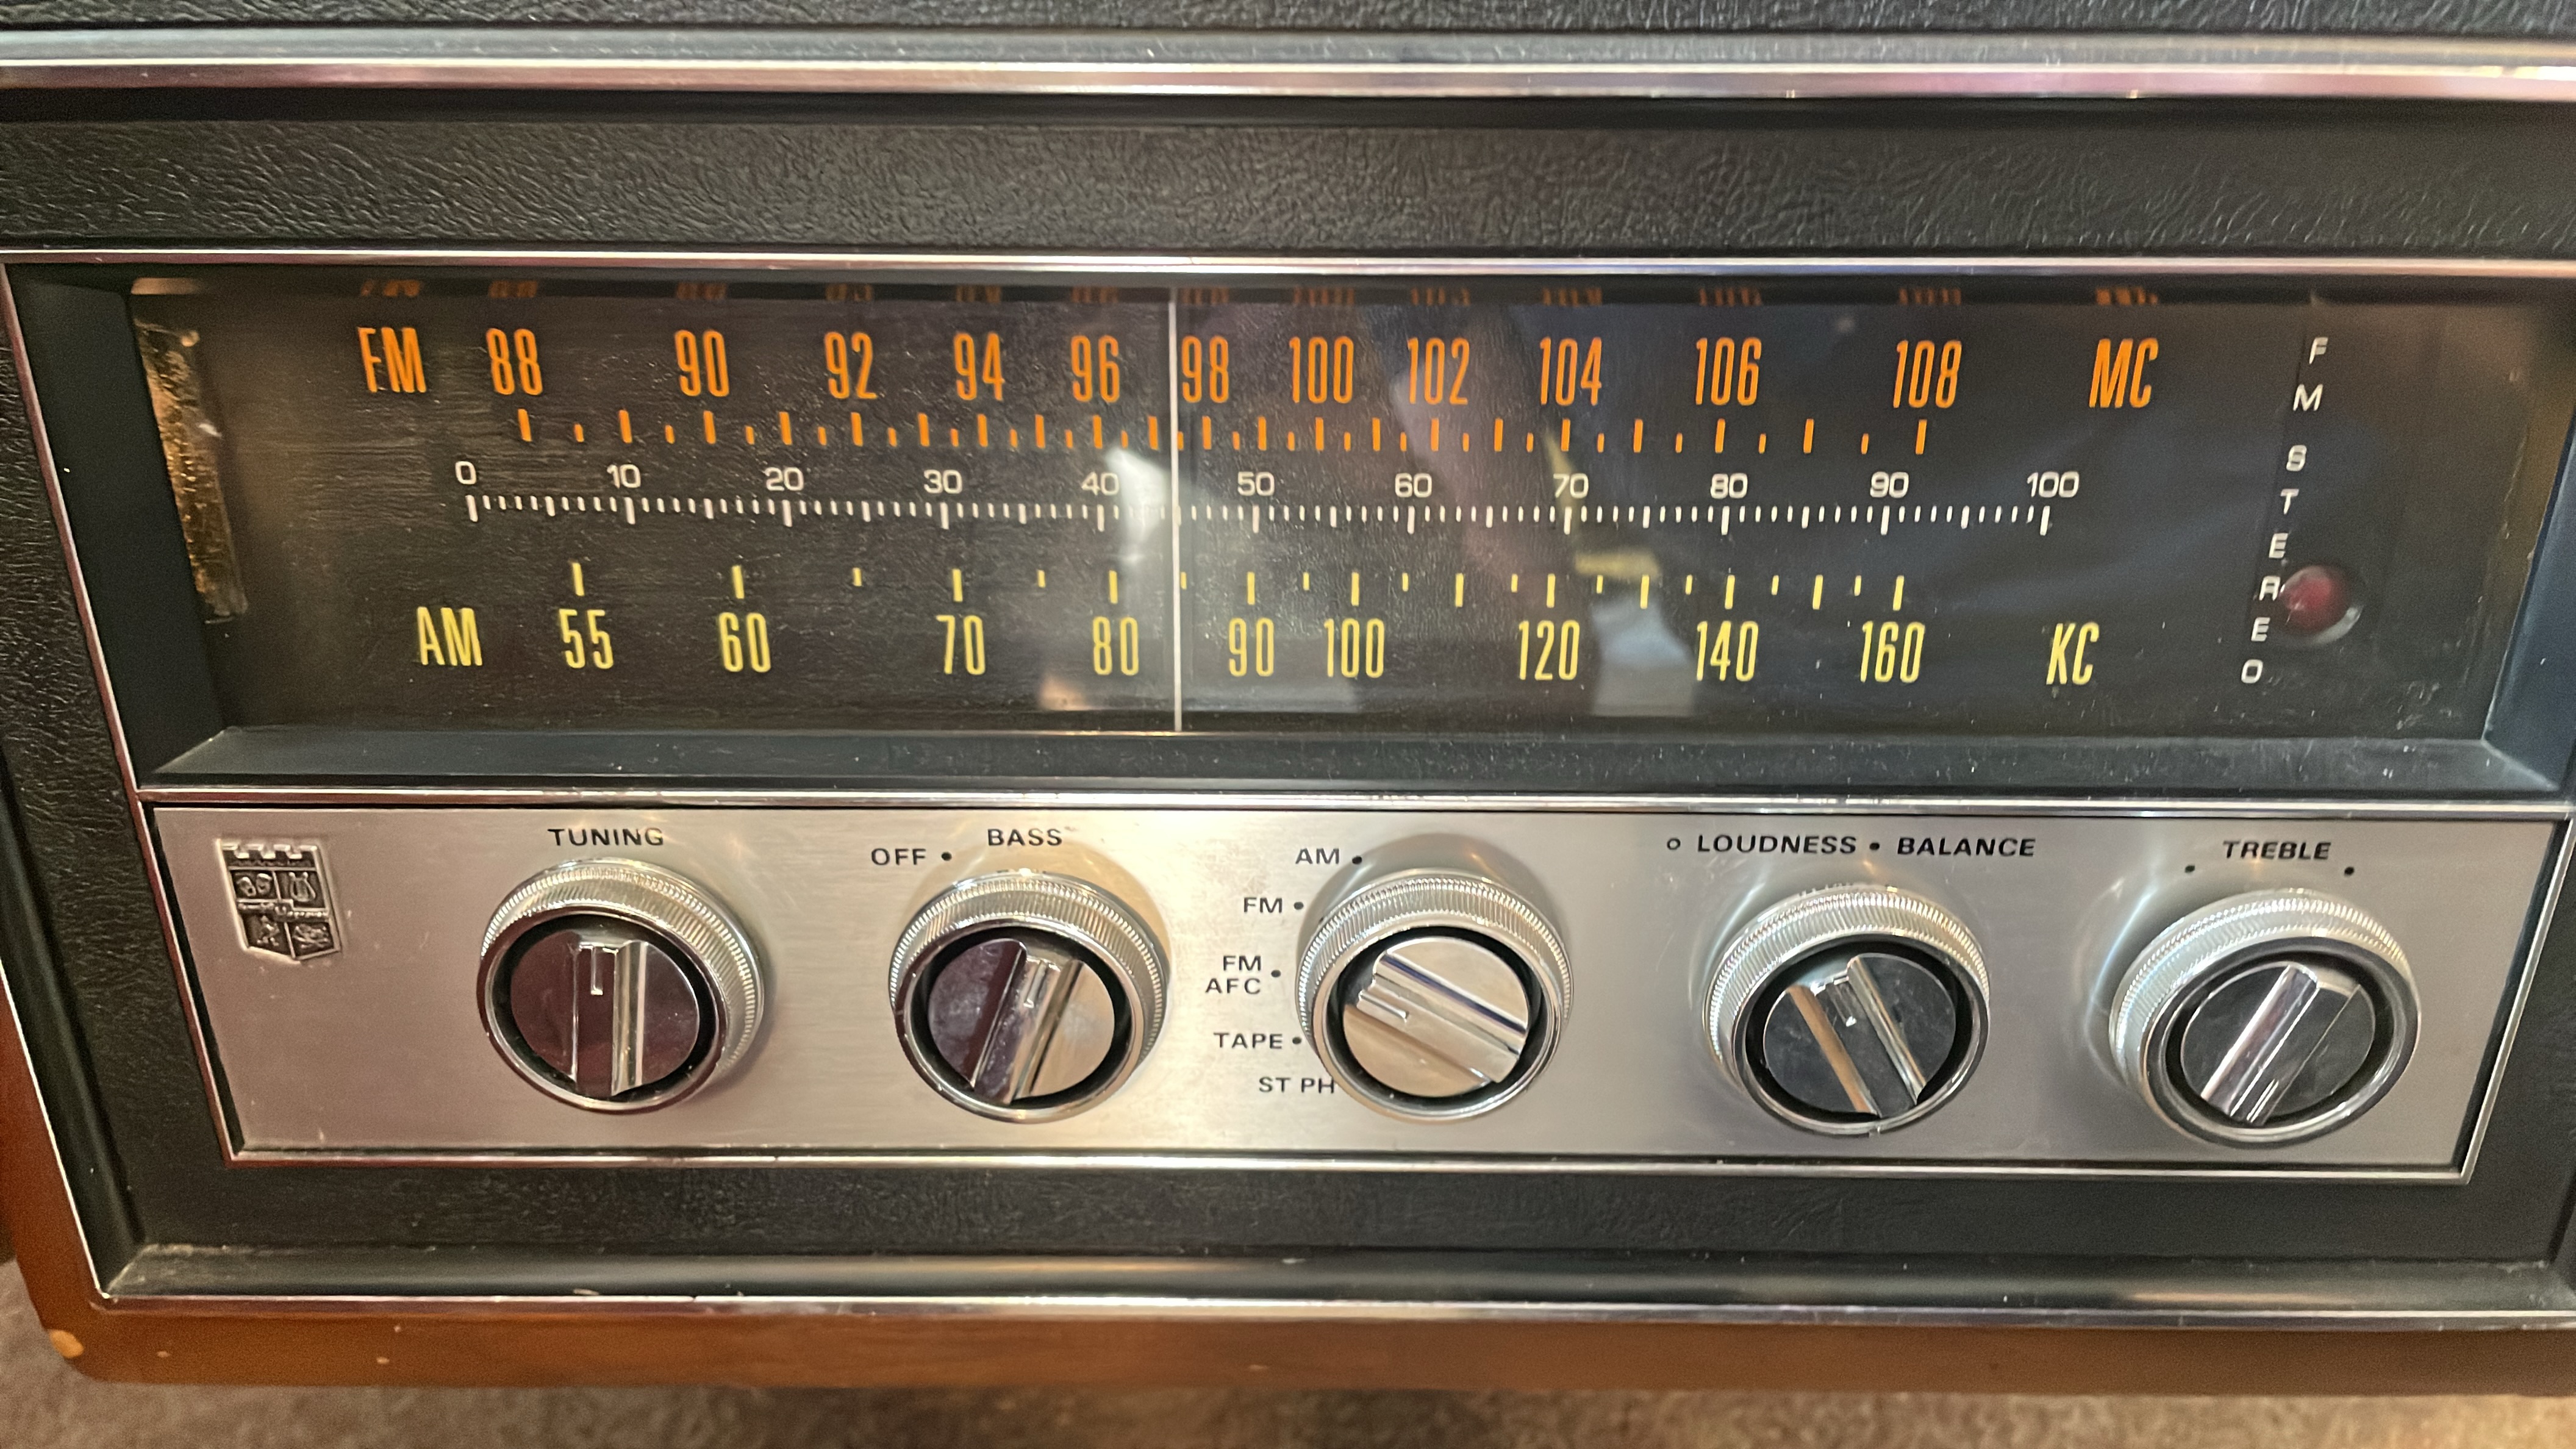 FM 88 90 92 94 96 98 100 102 104 106 108 MC
0 10 20 30 40 50 60 70 80 90 100
AM 55 60 70 80 90 100 120 140 160 KC
FM STEREO
TUNING
OFF • BASS
AM •
FM •
FM
AFC •
TAPE •
ST PH
LOUDNESS • BALANCE
TREBLE